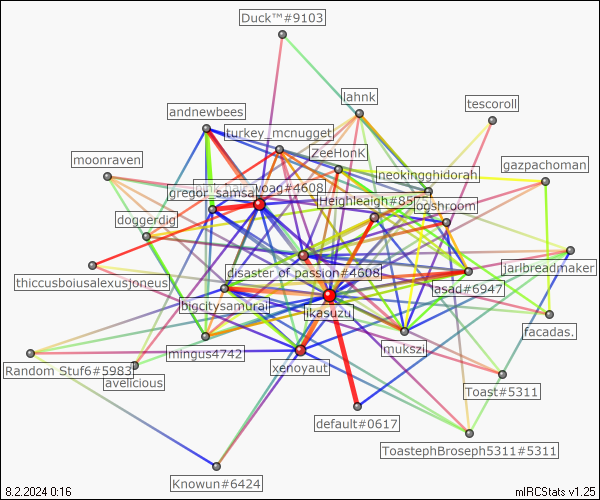 Duck™#9103
lahnk
tescoroll
andnewbees
turkey_mcnugget
ZeeHonK
moonraven
gazpachoman
neokingghidorah
gregor_samsa
voag#4608
Heighleigh#85
ooshroom
doggerdig
jarlbreadmaker
disaster of passion#4608
thiccusboiusalexusjoneus
lasad#6947
bigcitysamurai
ikasuzu
facadas.
mukszi
mingus4742
xenoyaut
Random Stuf6#5983
avelicious
Toast#5311
default#0617
ToastephBroseph5311#5311
Knowun#6424
8.2.2024 0:16
mIRCStats v1.25